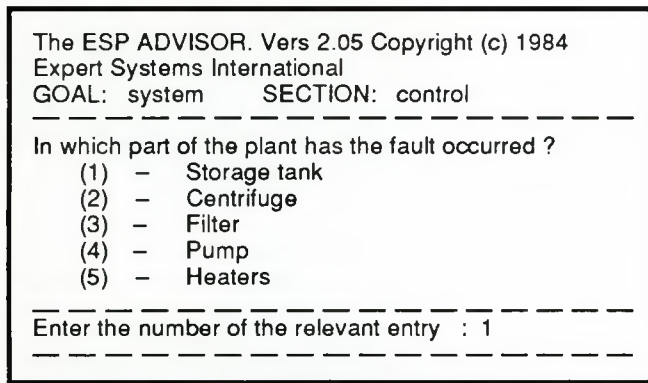 The ESP ADVISOR. Vers 2.05 Copyright (c) 1984
Expert Systems International
GOAL: system SECTION: control
In which part of the plant has the fault occurred ?
(1) – Storage tank
(2) – Centrifuge
(3) – Filter
(4) – Pump
(5) – Heaters
Enter the number of the relevant entry : 1